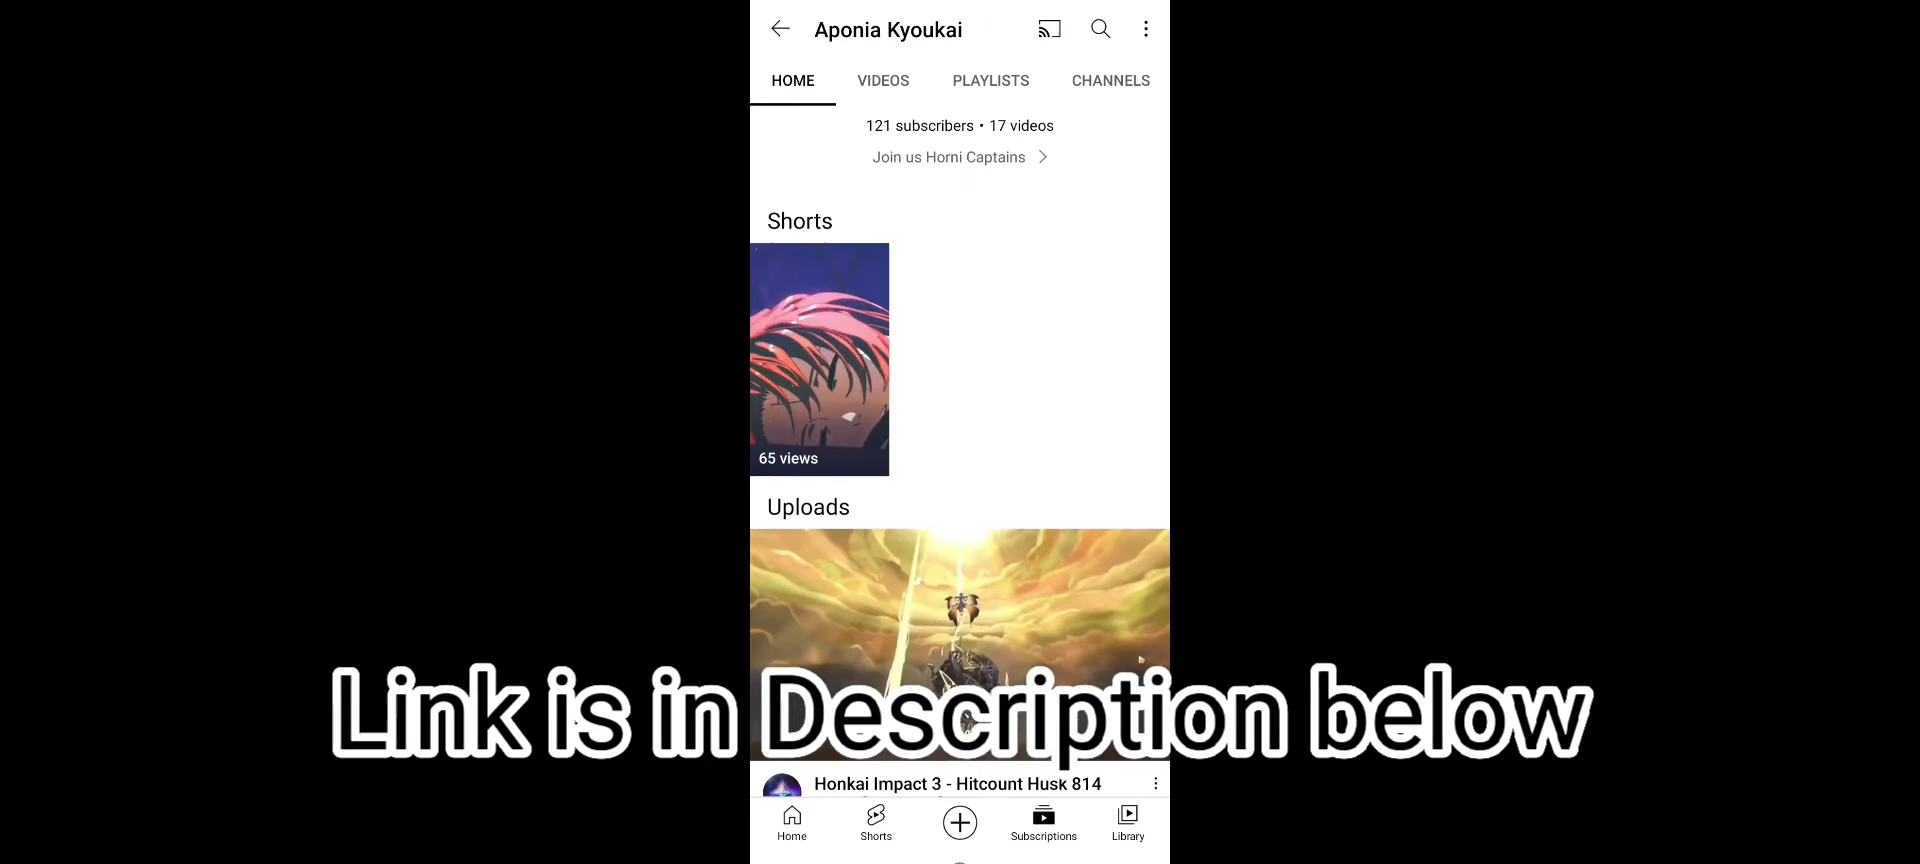 Aponia Kyoukai
HOME VIDEOS PLAYLISTS CHANNELS
121 subscribers • 17 videos
Join us Horni Captains
Shorts
65 views
Uploads
Link is in Description below
Honkai Impact 3 - Hitcount Husk 814
Home Shorts Subscriptions Library